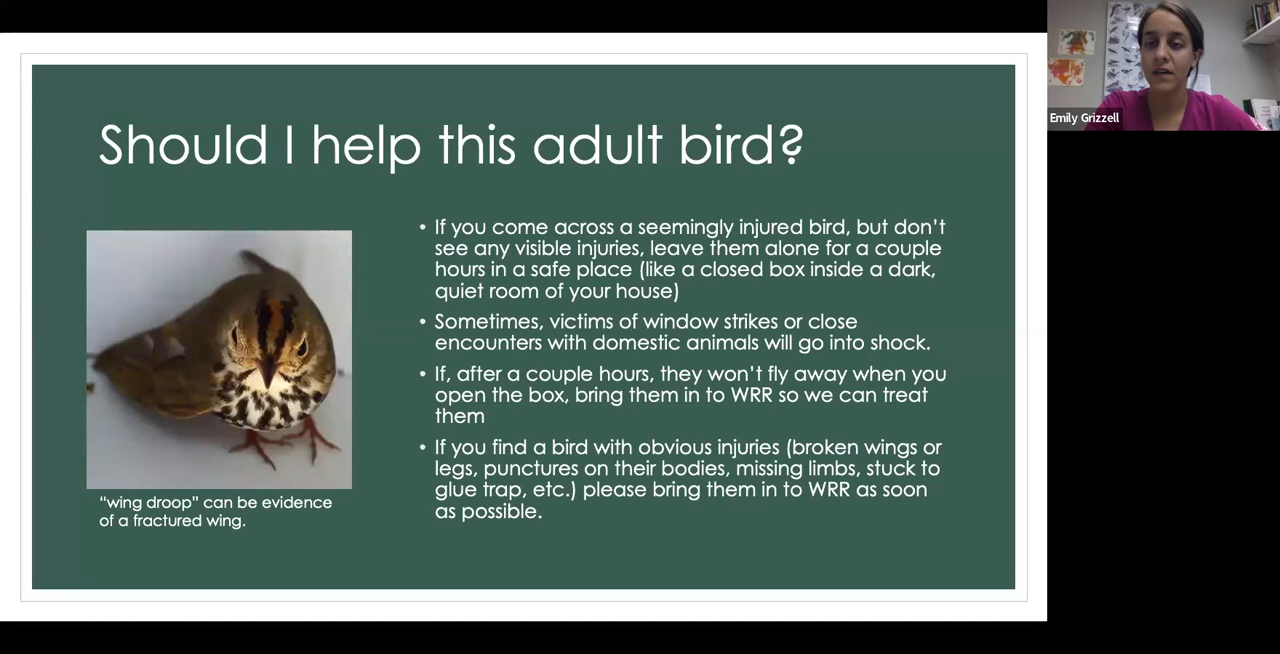 Should I help this adult bird?
• If you come across a seemingly injured bird, but don’t
see any visible injuries, leave them alone for a couple
hours in a safe place (like a closed box inside a dark,
quiet room of your house)
• Sometimes, victims of window strikes or close
encounters with domestic animals will go into shock.
• If, after a couple hours, they won’t fly away when you
open the box, bring them in to WRR so we can treat
them
• If you find a bird with obvious injuries (broken wings or
legs, punctures on their bodies, missing limbs, stuck to
glue trap, etc.) please bring them in to WRR as soon
as possible.
“wing droop” can be evidence
of a fractured wing.
Emily Grizzell